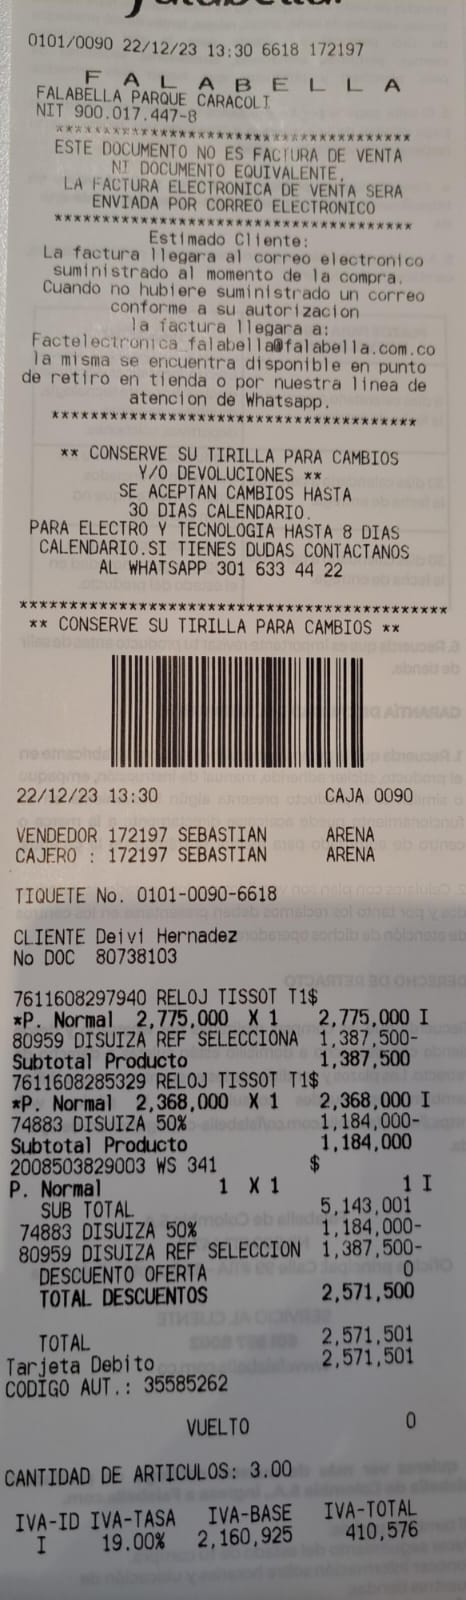 falabella.
0101/0090 22/12/23 13:30 6618 172197
F A L A B E L L A
FALABELLA PARQUE CARACOLI
NIT 900.017.447-8
****************************************
ESTE DOCUMENTO NO ES FACTURA DE VENTA
NI DOCUMENTO EQUIVALENTE,
LA FACTURA ELECTRONICA DE VENTA SERA
ENVIADA POR CORREO ELECTRONICO
****************************************
Estimado Cliente:
La factura llegara al correo electronico
suministrado al momento de la compra.
Cuando no hubiere suministrado un correo
conforme a su autorizacion
la factura llegara a:
Factelectronica_falabella@falabella.com.co
la misma se encuentra disponible en punto
de retiro en tienda o por nuestra linea de
atencion de Whatsapp.
****************************************
** CONSERVE SU TIRILLA PARA CAMBIOS
Y/O DEVOLUCIONES **
SE ACEPTAN CAMBIOS HASTA
30 DIAS CALENDARIO.
PARA ELECTRO Y TECNOLOGIA HASTA 8 DIAS
CALENDARIO.SI TIENES DUDAS CONTACTANOS
AL WHATSAPP 301 633 44 22
****************************************
** CONSERVE SU TIRILLA PARA CAMBIOS **
22/12/23 13:30 CAJA 0090
VENDEDOR 172197 SEBASTIAN ARENA
CAJERO : 172197 SEBASTIAN ARENA
TIQUETE No. 0101-0090-6618
CLIENTE Deivi Hernadez
No DOC 80738103
7611608297940 RELOJ TISSOT T1$
*P. Normal 2,775,000 X 1 2,775,000 I
80959 DISUIZA REF SELECCIONA 1,387,500-
Subtotal Producto 1,387,500
7611608285329 RELOJ TISSOT T1$
*P. Normal 2,368,000 X 1 2,368,000 I
74883 DISUIZA 50% 1,184,000-
Subtotal Producto 1,184,000
2008503829003 WS 341 $
P. Normal 1 X 1 1 I
SUB TOTAL 5,143,001
74883 DISUIZA 50% 1,184,000-
80959 DISUIZA REF SELECCION 1,387,500-
DESCUENTO OFERTA 0
TOTAL DESCUENTOS 2,571,500
TOTAL 2,571,501
Tarjeta Debito 2,571,501
CODIGO AUT.: 35585262
VUELTO 0
CANTIDAD DE ARTICULOS: 3.00
IVA-ID IVA-TASA IVA-BASE IVA-TOTAL
I 19.00% 2,160,925 410,576